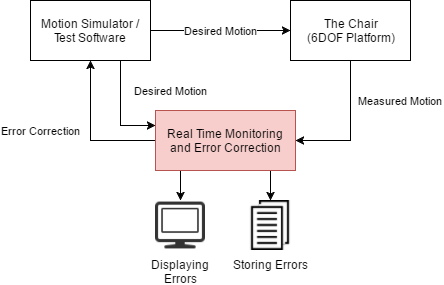 Motion Simulator /
Test Software
Desired Motion
The Chair
(6DOF Platform)
Desired Motion
Measured Motion
Error Correction
Real Time Monitoring
and Error Correction
Displaying
Errors
Storing Errors